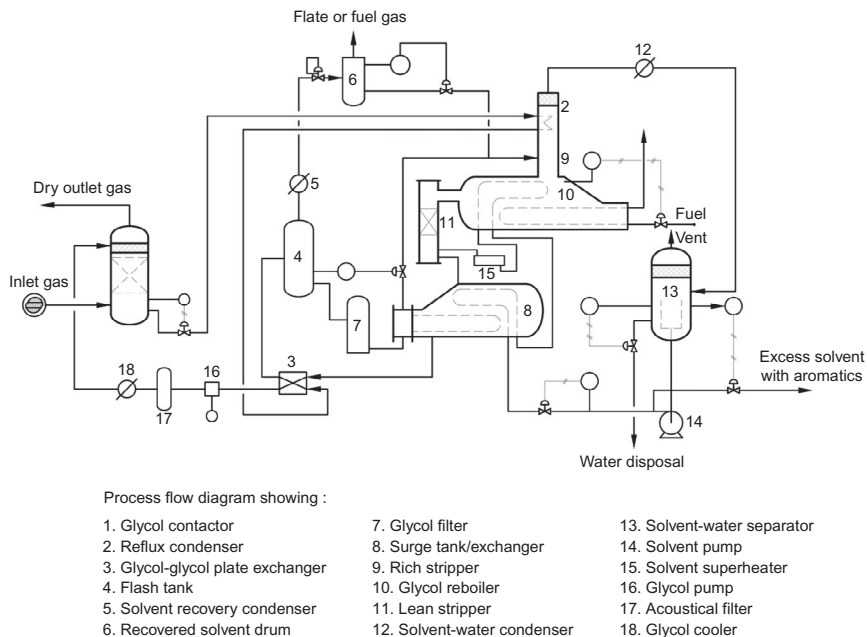 Flate or fuel gas
12
6
2
9
5
Dry outlet gas
10
Fuel
11
Vent
4
15
Inlet gas
13
8
7
3
Excess solvent
with aromatics
18
16
17
14
Water disposal
Process flow diagram showing :
1. Glycol contactor
2. Reflux condenser
3. Glycol-glycol plate exchanger
4. Flash tank
5. Solvent recovery condenser
6. Recovered solvent drum
7. Glycol filter
8. Surge tank/exchanger
9. Rich stripper
10. Glycol reboiler
11. Lean stripper
12. Solvent-water condenser
13. Solvent-water separator
14. Solvent pump
15. Solvent superheater
16. Glycol pump
17. Acoustical filter
18. Glycol cooler